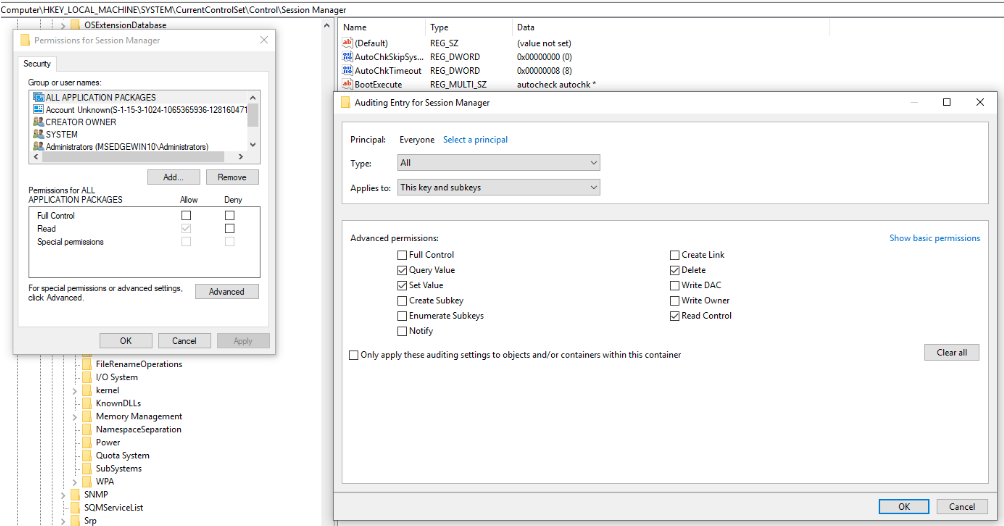 Computer\HKEY_LOCAL_MACHINE\SYSTEM\CurrentControlSet\Control\Session Manager
OSExtensionDatabase
Permissions for Session Manager
Security
Group or user names:
ALL APPLICATION PACKAGES
Account Unknown(S-1-15-3-1024-1065365936-128160471
CREATOR OWNER
SYSTEM
Administrators (MSEDGEWIN10\Administrators)
Add...
Remove
Permissions for ALL
APPLICATION PACKAGES
Allow
Deny
Full Control
Read
Special permissions
For special permissions or advanced settings,
click Advanced.
Advanced
OK
Cancel
Apply
FileRenameOperations
I/O System
kernel
KnownDLLs
Memory Management
NamespaceSeparation
Power
Quota System
SubSystems
WPA
SNMP
SQMServiceList
Srp
Name
Type
Data
(Default)
REG_SZ
(value not set)
AutoChkSkipSys...
REG_DWORD
0x00000000 (0)
AutoChkTimeout
REG_DWORD
0x00000008 (8)
BootExecute
REG_MULTI_SZ
autocheck autochk *
Auditing Entry for Session Manager
Principal:
Everyone
Select a principal
Type:
All
Applies to:
This key and subkeys
Advanced permissions:
Show basic permissions
Full Control
Query Value
Set Value
Create Subkey
Enumerate Subkeys
Notify
Create Link
Delete
Write DAC
Write Owner
Read Control
Only apply these auditing settings to objects and/or containers within this container
Clear all
OK
Cancel